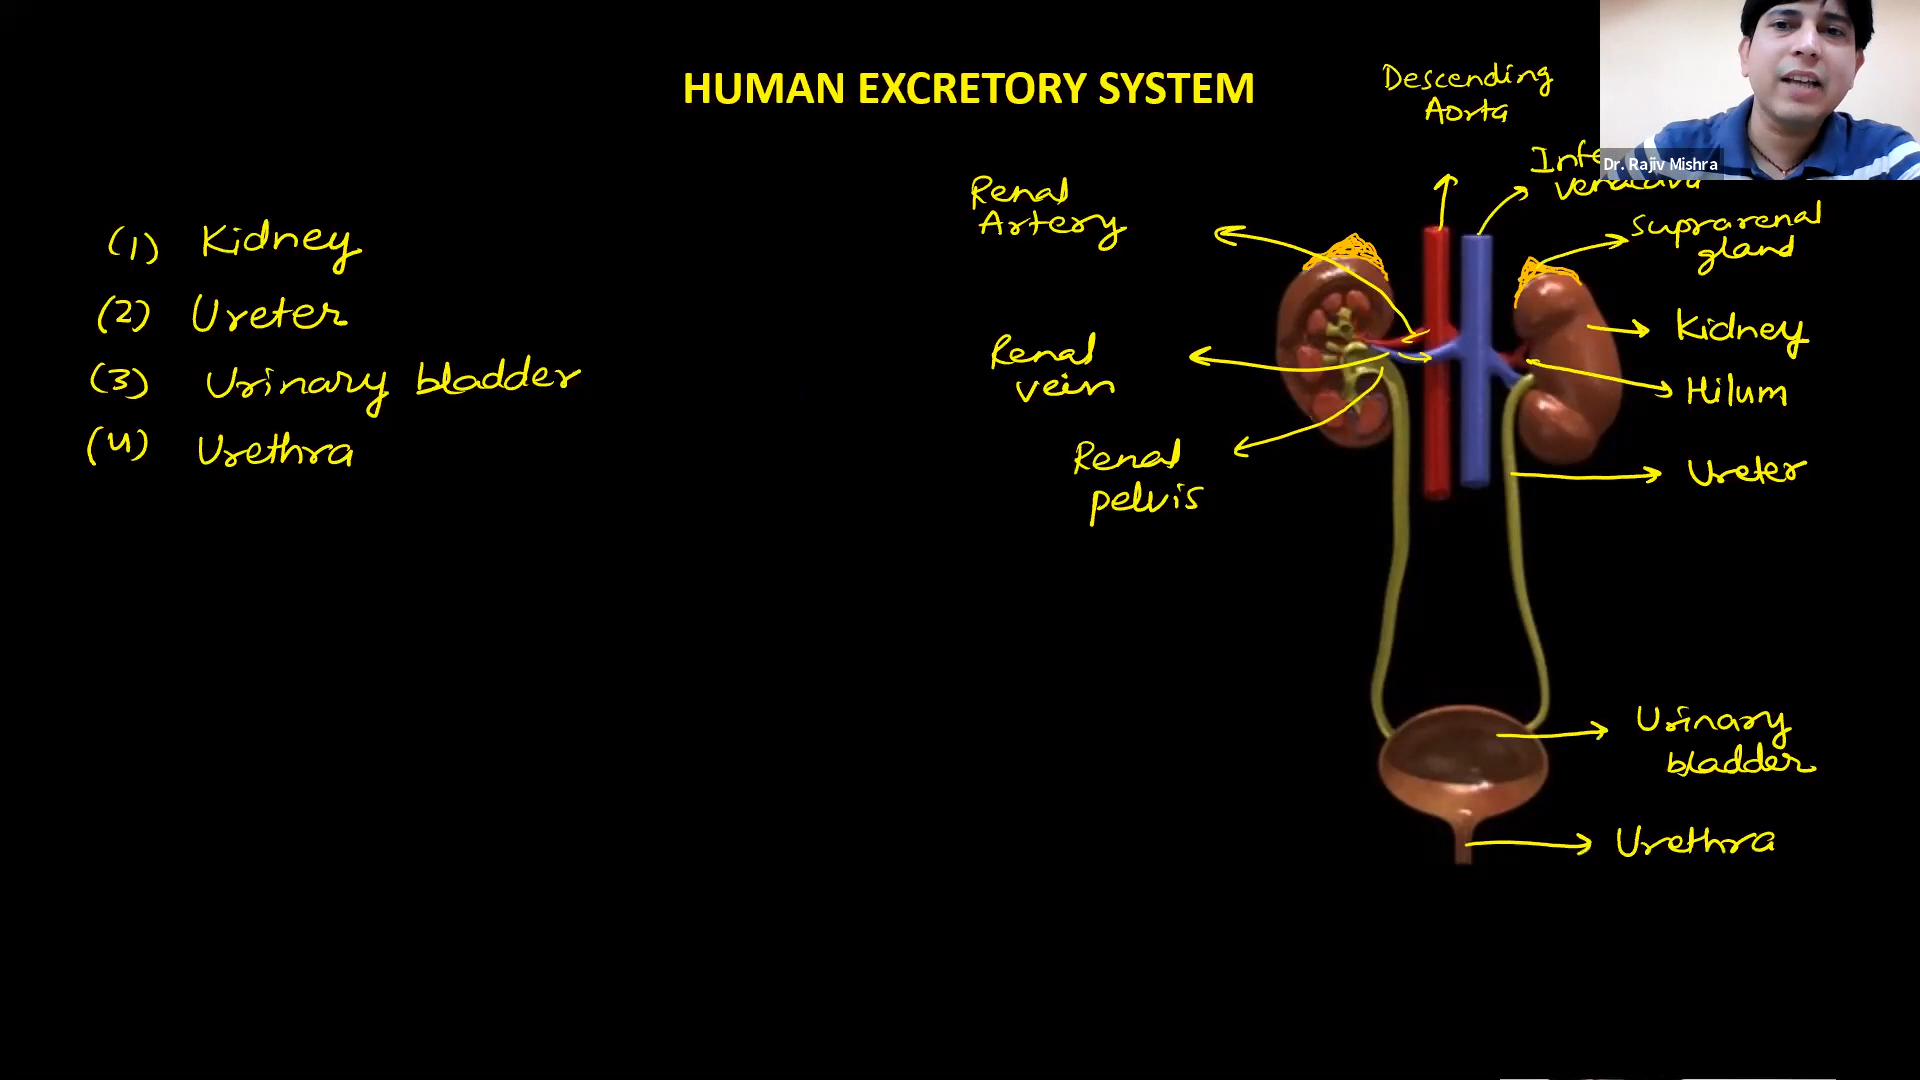 HUMAN EXCRETORY SYSTEM
(1) Kidney
(2) Ureter
(3) Urinary bladder
(4) Urethra
Descending
Aorta
Dr. Rajiv Mishra
Renal
Artery
Suprarenal
gland
Kidney
Renal
vein
Hilum
Renal
pelvis
Ureter
Urinary
bladder
Urethra